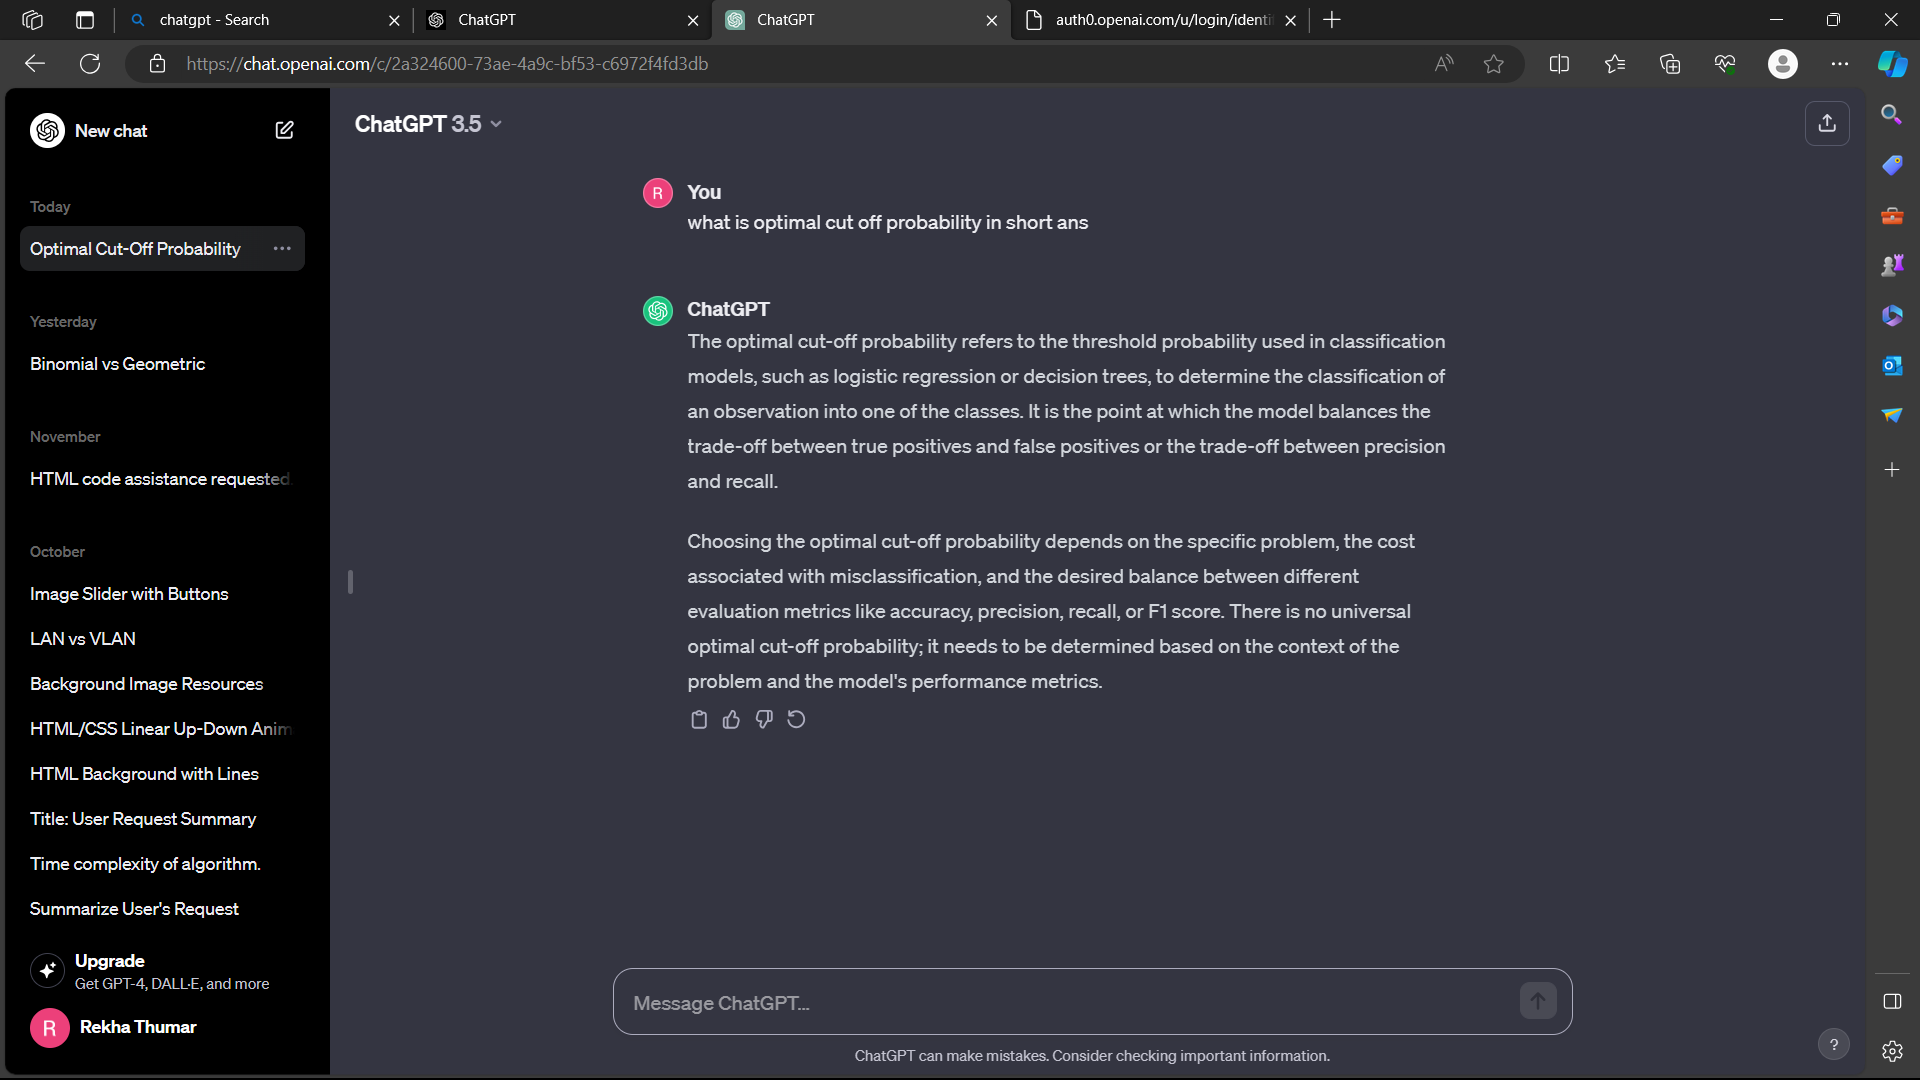 chatgpt - Search
ChatGPT
ChatGPT
auth0.openai.com/u/login/identi
https://chat.openai.com/c/2a324600-73ae-4a9c-bf53-c6972f4fd3db
New chat
Today
Optimal Cut-Off Probability
Yesterday
Binomial vs Geometric
November
HTML code assistance requested.
October
Image Slider with Buttons
LAN vs VLAN
Background Image Resources
HTML/CSS Linear Up-Down Anim
HTML Background with Lines
Title: User Request Summary
Time complexity of algorithm.
Summarize User's Request
Upgrade
Get GPT-4, DALL·E, and more
R
Rekha Thumar
ChatGPT 3.5
R
You
what is optimal cut off probability in short ans
ChatGPT
The optimal cut-off probability refers to the threshold probability used in classification
models, such as logistic regression or decision trees, to determine the classification of
an observation into one of the classes. It is the point at which the model balances the
trade-off between true positives and false positives or the trade-off between precision
and recall.
Choosing the optimal cut-off probability depends on the specific problem, the cost
associated with misclassification, and the desired balance between different
evaluation metrics like accuracy, precision, recall, or F1 score. There is no universal
optimal cut-off probability; it needs to be determined based on the context of the
problem and the model's performance metrics.
Message ChatGPT...
ChatGPT can make mistakes. Consider checking important information.
?